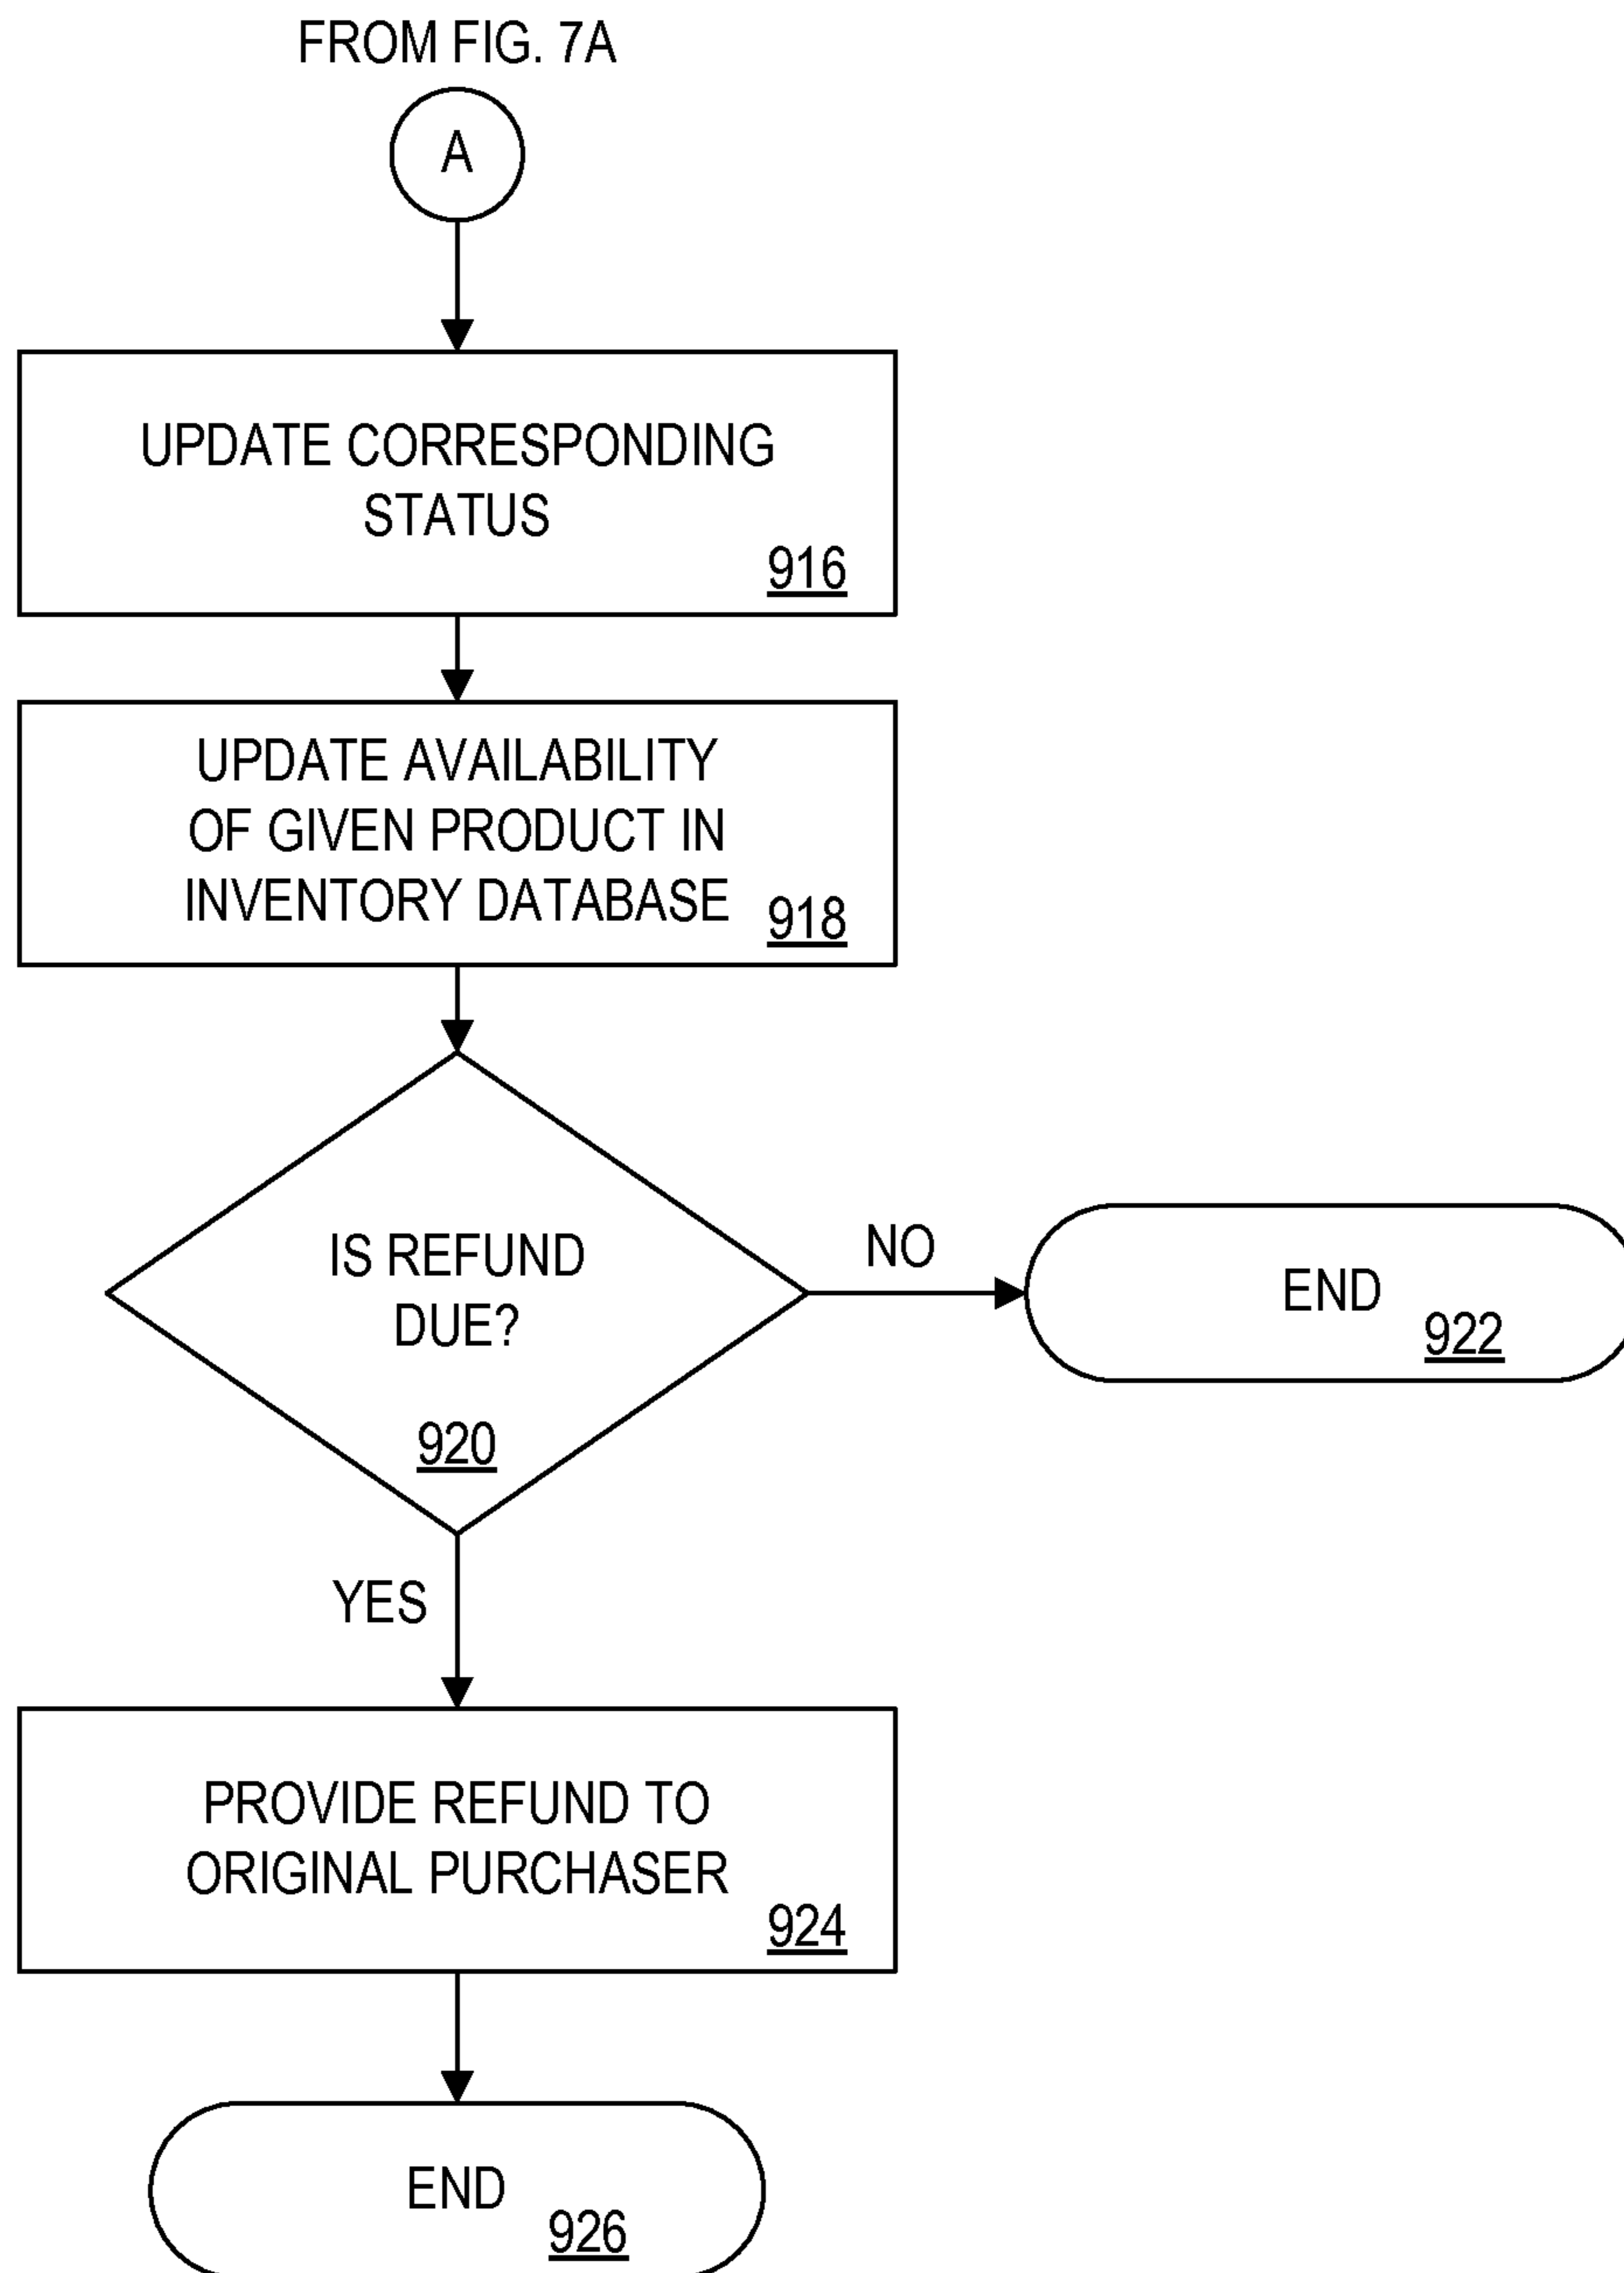 FROM FIG. 7A
A
UPDATE CORRESPONDING
STATUS
916
UPDATE AVAILABILITY
OF GIVEN PRODUCT IN
INVENTORY DATABASE
918
IS REFUND
DUE?
920
NO
END
922
YES
PROVIDE REFUND TO
ORIGINAL PURCHASER
924
END
926